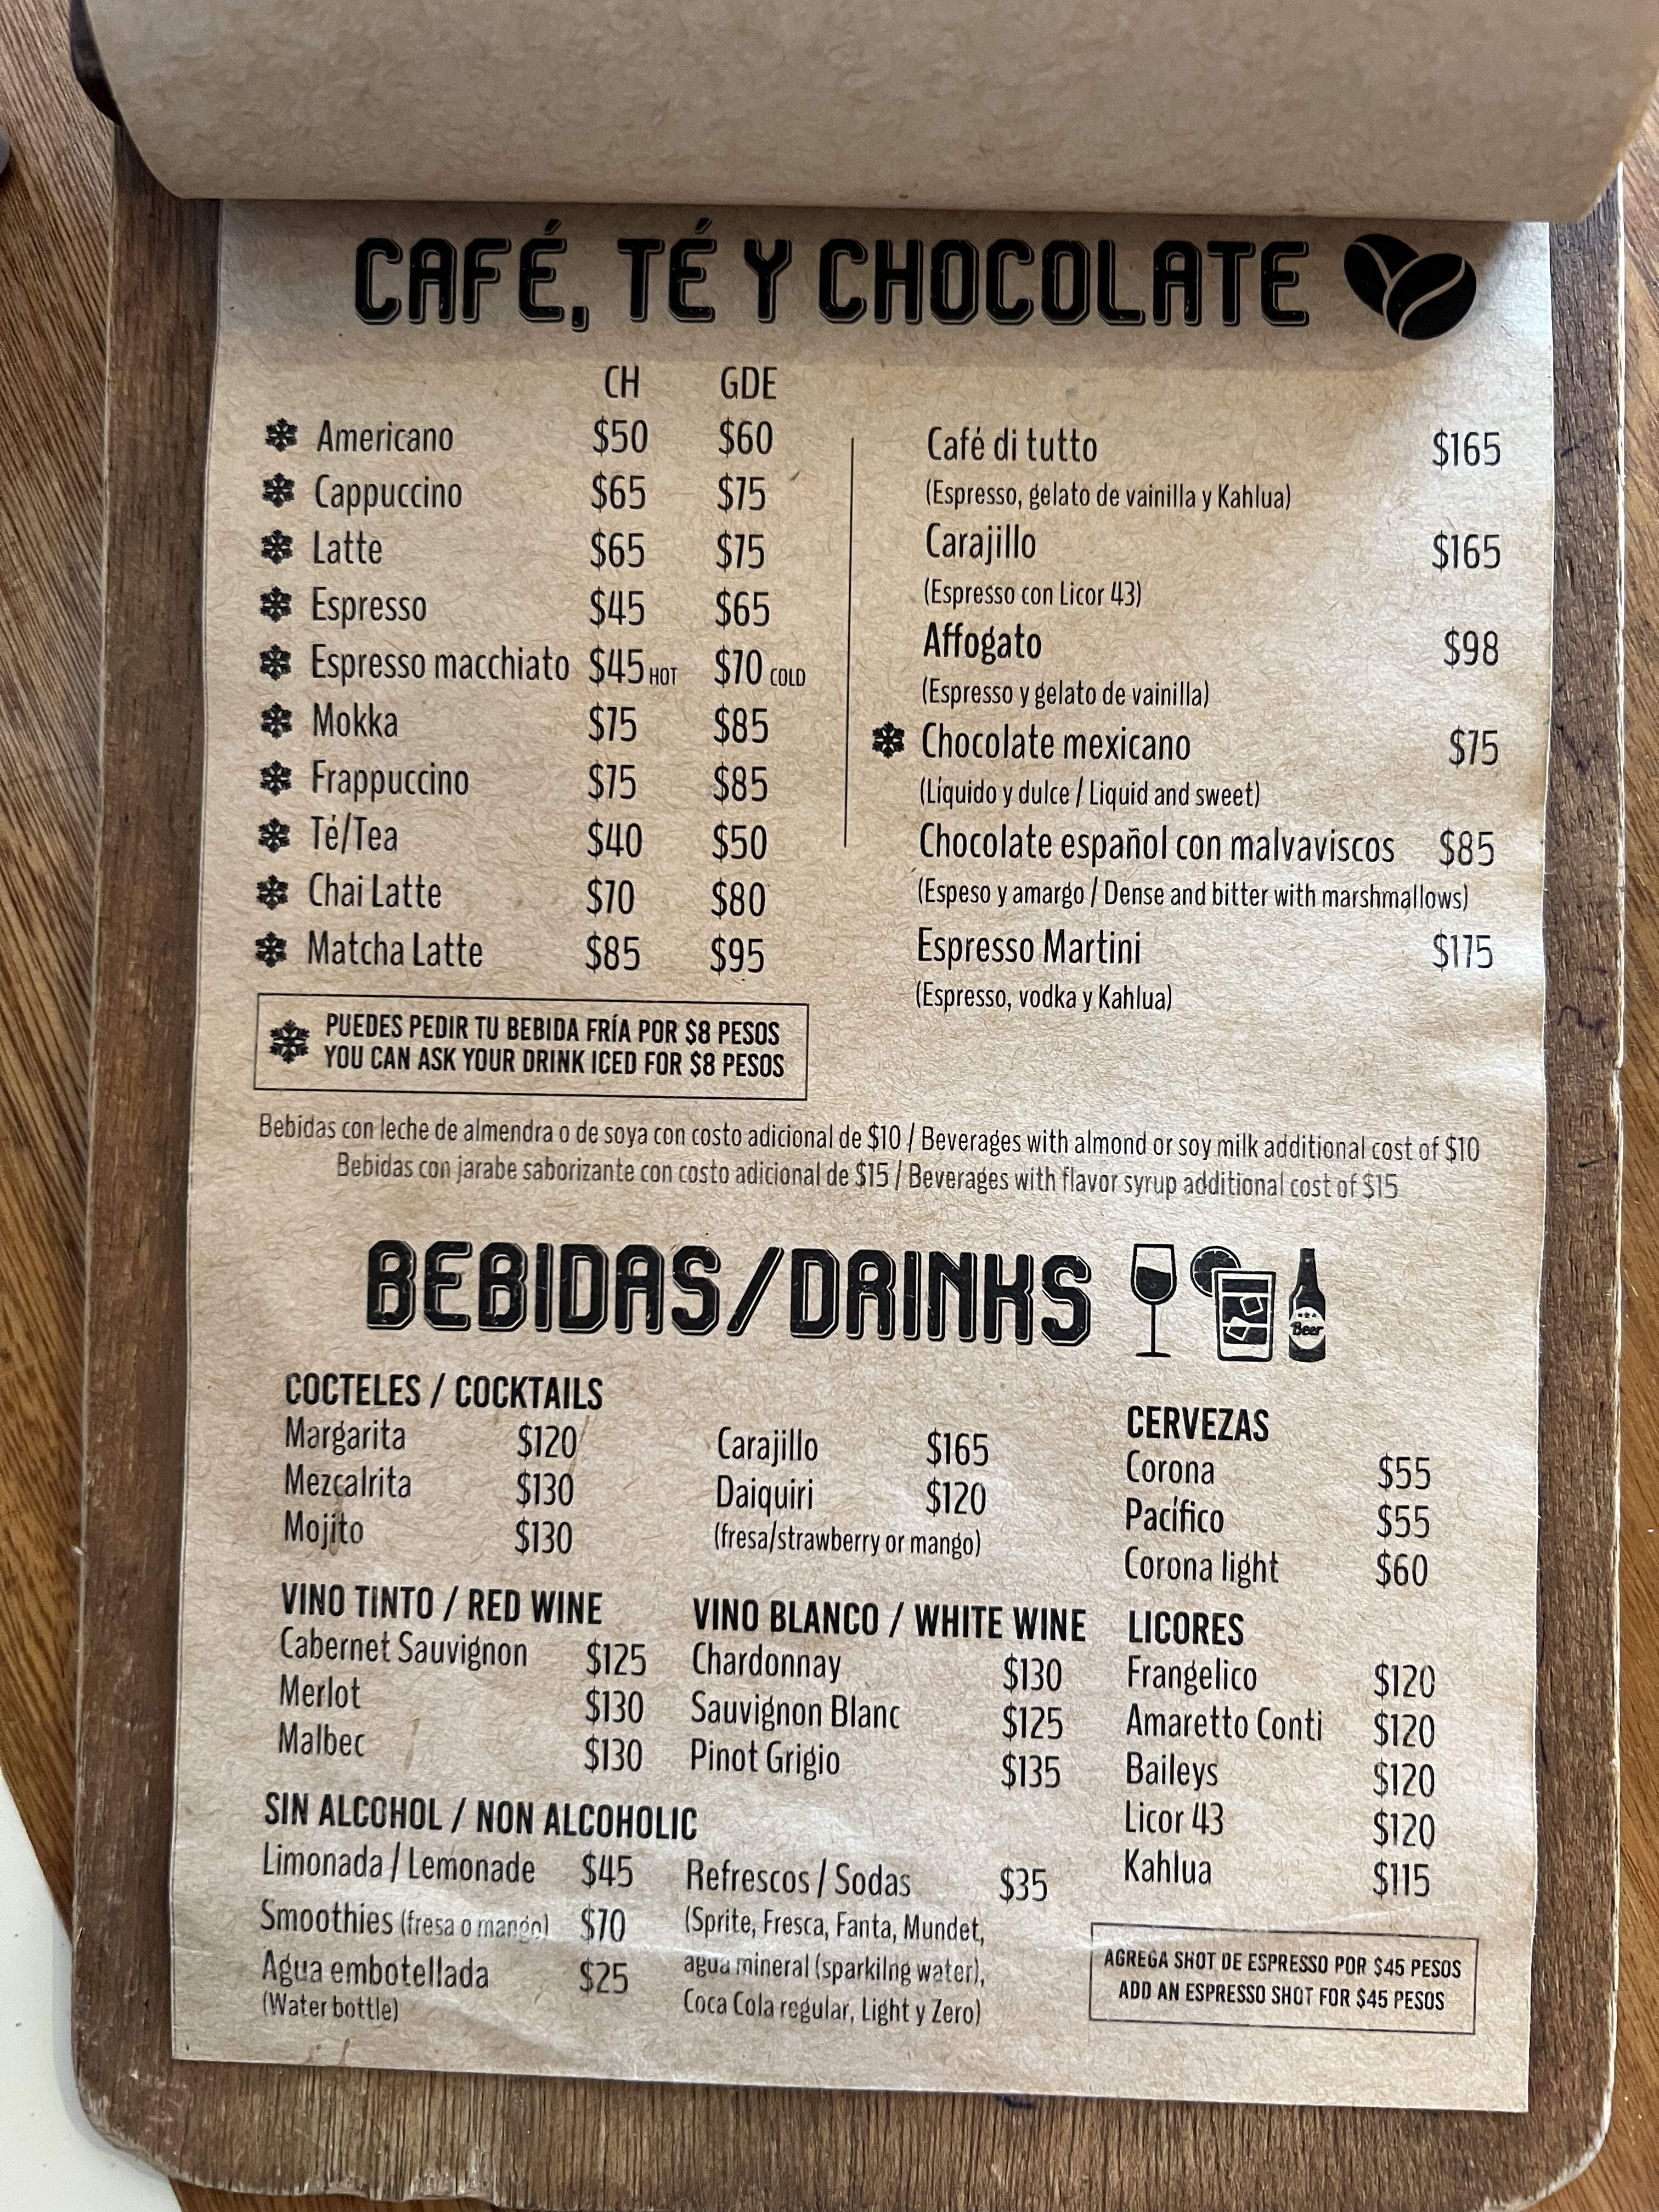 CAFÉ, TÉ Y CHOCOLATE
CH GDE
Americano $50 $60
Cappuccino $65 $75
Latte $65 $75
Espresso $45 $65
Espresso macchiato $45 HOT $70 COLD
Mokka $75 $85
Frappuccino $75 $85
Té/Tea $40 $50
Chai Latte $70 $80
Matcha Latte $85 $95
PUEDES PEDIR TU BEBIDA FRÍA POR $8 PESOS
YOU CAN ASK YOUR DRINK ICED FOR $8 PESOS
Café di tutto $165
(Espresso, gelato de vainilla y Kahlua)
Carajillo $165
(Espresso con Licor 43)
Affogato $98
(Espresso y gelato de vainilla)
Chocolate mexicano $75
(Líquido y dulce / Liquid and sweet)
Chocolate español con malvaviscos $85
(Espeso y amargo / Dense and bitter with marshmallows)
Espresso Martini $175
(Espresso, vodka y Kahlua)
Bebidas con leche de almendra o de soya con costo adicional de $10 / Beverages with almond or soy milk additional cost of $10
Bebidas con jarabe saborizante con costo adicional de $15 / Beverages with flavor syrup additional cost of $15
BEBIDAS/DRINKS
Beer
COCTELES / COCKTAILS
Margarita $120
Mezcalrita $130
Mojito $130
Carajillo $165
Daiquiri $120
(fresa/strawberry or mango)
CERVEZAS
Corona $55
Pacífico $55
Corona light $60
VINO TINTO / RED WINE
Cabernet Sauvignon $125
Merlot $130
Malbec $130
VINO BLANCO / WHITE WINE
Chardonnay $130
Sauvignon Blanc $125
Pinot Grigio $135
LICORES
Frangelico $120
Amaretto Conti $120
Baileys $120
Licor 43 $120
Kahlua $115
SIN ALCOHOL / NON ALCOHOLIC
Limonada / Lemonade $45
Smoothies (fresa o mango) $70
Agua embotellada $25
(Water bottle)
Refrescos / Sodas $35
(Sprite, Fresca, Fanta, Mundet,
agua mineral (sparkilng water),
Coca Cola regular, Light y Zero)
AGREGA SHOT DE ESPRESSO POR $45 PESOS
ADD AN ESPRESSO SHOT FOR $45 PESOS